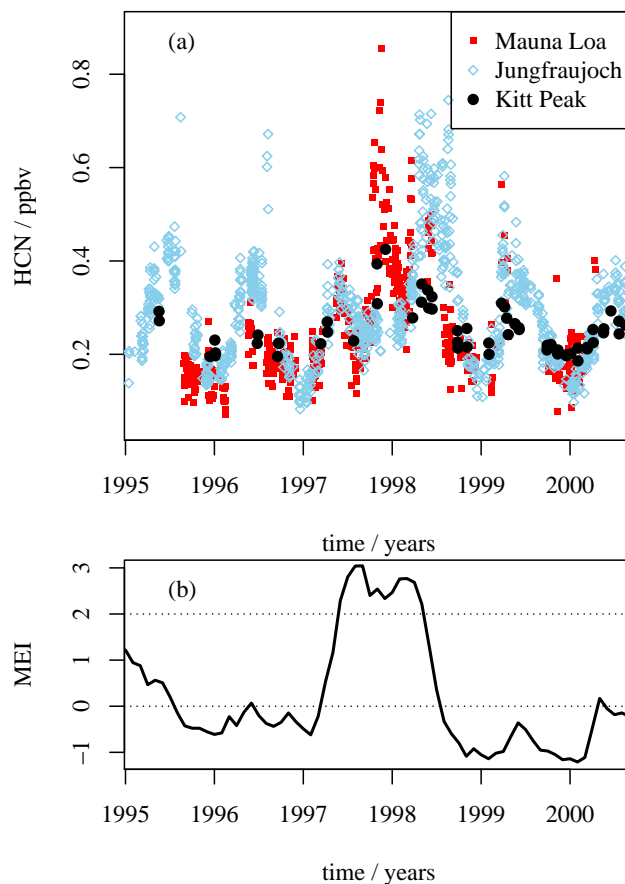 (a)
Mauna Loa
Jungfraujoch
Kitt Peak
HCN / ppbv
0.8
0.6
0.4
0.2
1995 1996 1997 1998 1999 2000
time / years
(b)
MEI
3
2
1
0
−1
1995 1996 1997 1998 1999 2000
time / years